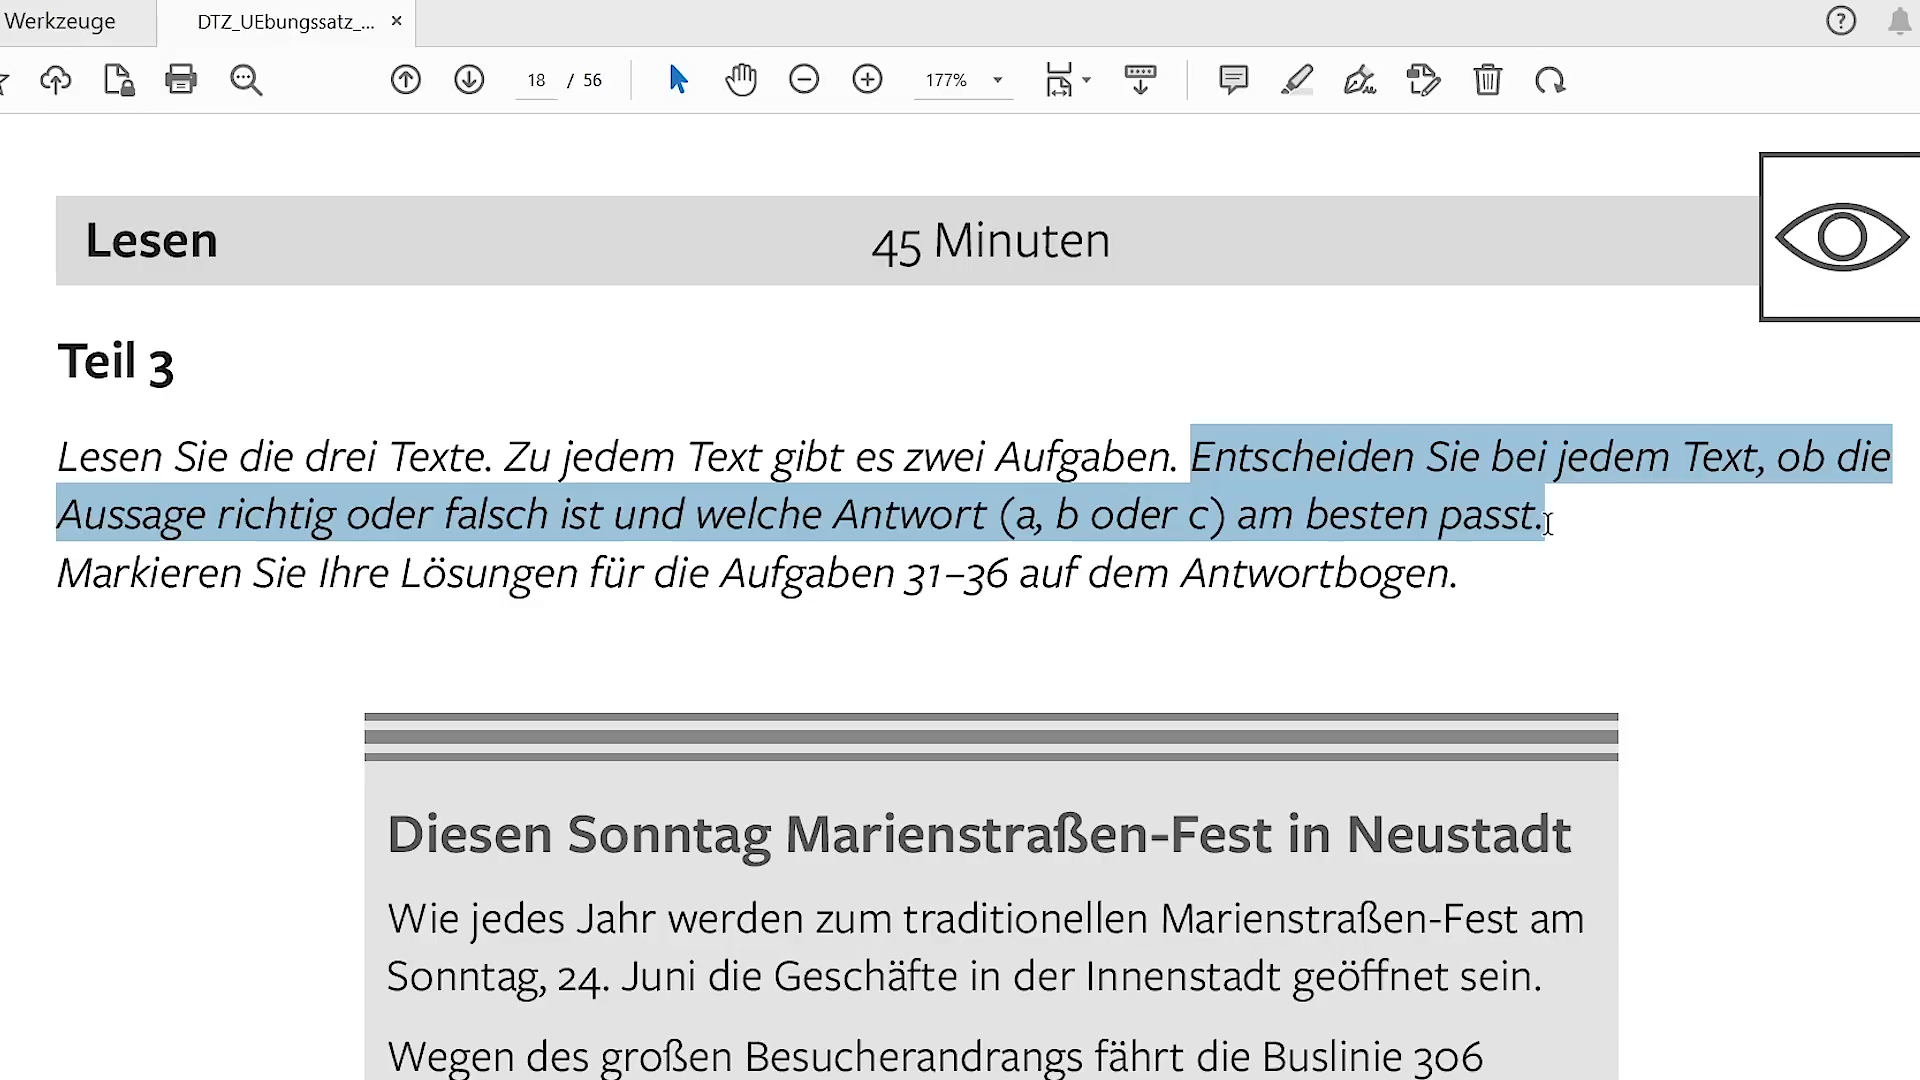 Werkzeuge
DTZ_UEbungssatz_... ×
18 / 56
177%
Lesen 45 Minuten
Teil 3
Lesen Sie die drei Texte. Zu jedem Text gibt es zwei Aufgaben. Entscheiden Sie bei jedem Text, ob die
Aussage richtig oder falsch ist und welche Antwort (a, b oder c) am besten passt.
Markieren Sie Ihre Lösungen für die Aufgaben 31–36 auf dem Antwortbogen.
Diesen Sonntag Marienstraßen-Fest in Neustadt
Wie jedes Jahr werden zum traditionellen Marienstraßen-Fest am
Sonntag, 24. Juni die Geschäfte in der Innenstadt geöffnet sein.
Wegen des großen Besucherandrangs fährt die Buslinie 306